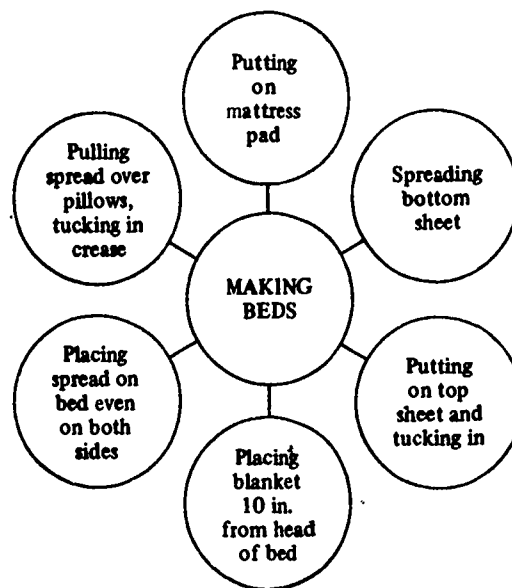 Putting
on
mattress
pad
Spreading
bottom
sheet
Putting
on top
sheet and
tucking in
Placing
blanket
10 in.
from head
of bed
Placing
spread on
bed even
on both
sides
Pulling
spread over
pillows,
tucking in
crease
MAKING
BEDS